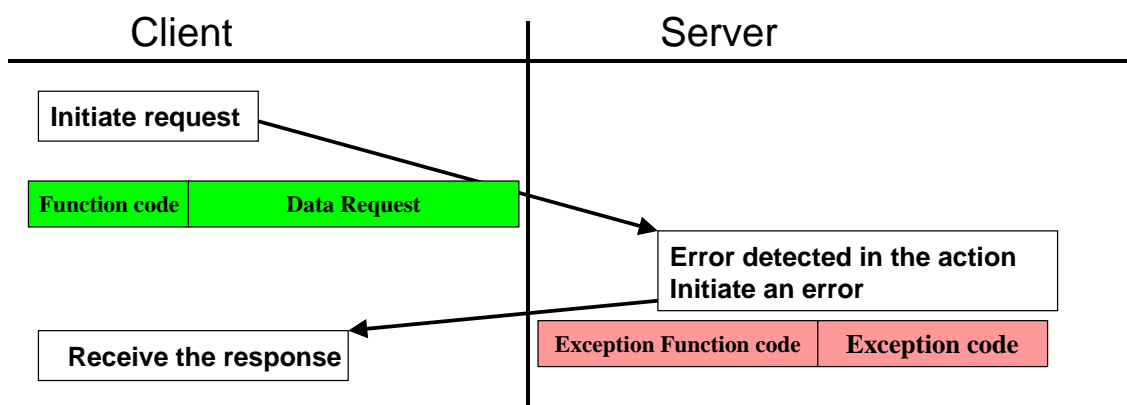 Client
Server
Initiate request
Function code
Data Request
Error detected in the action
Initiate an error
Exception Function code
Exception code
Receive the response